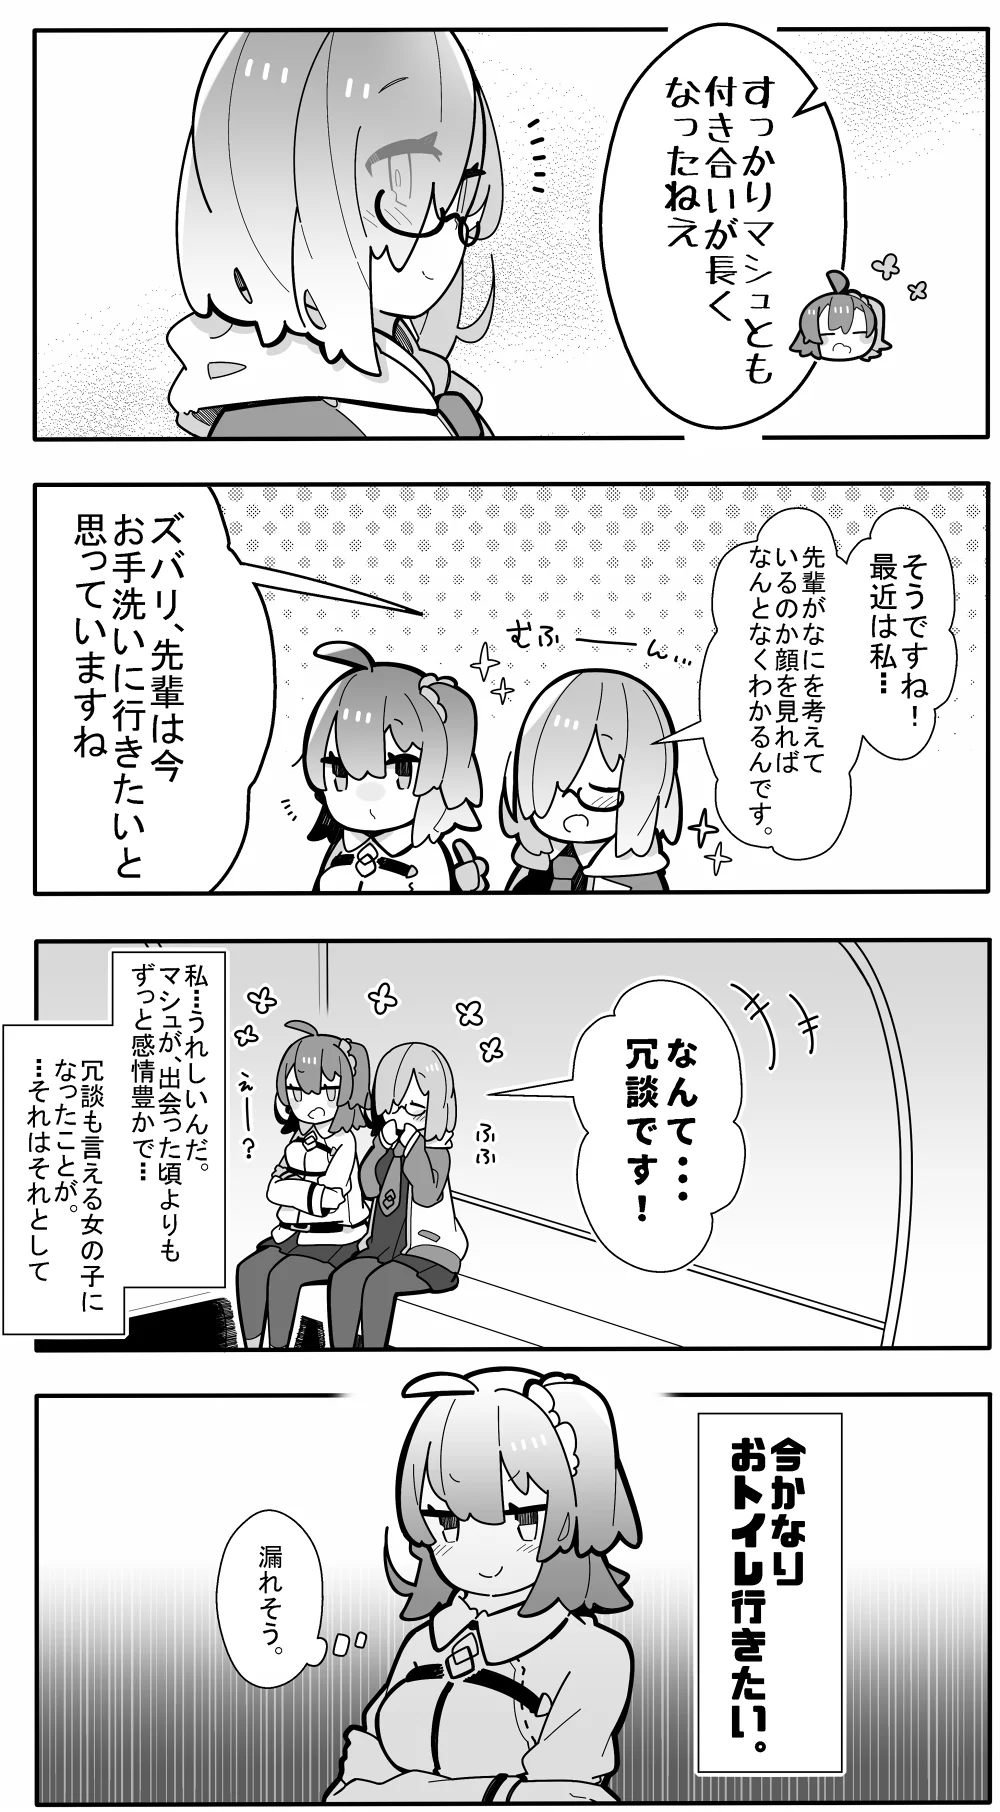 すっかりマシュとも
付き合いが長く
なったねえ
そうですね！
最近は私…
先輩がなにを考えて
いるのか顔を見れば
なんとなくわかるんです。
むふーーん…
ズバリ、先輩は今
お手洗いに行きたいと
思っていますね
なんて…
冗談です！
ふふ
えー？
私…うれしいんだ。
マシュが、出会った頃よりも
ずっと感情豊かで…
冗談も言える女の子に
なったことが。
…それはそれとして
今かなり
おトイレ行きたい。
漏れそう。